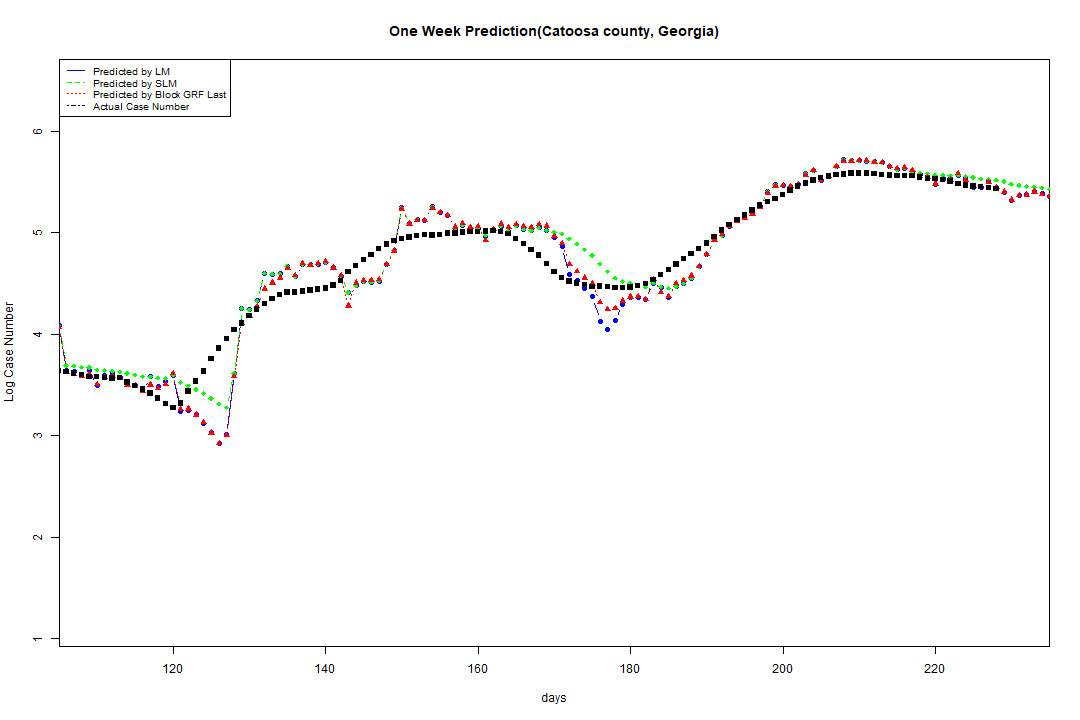 One Week Prediction(Catoosa county, Georgia)
Predicted by LM
Predicted by SLM
Predicted by Block GRF Last
Actual Case Number
Log Case Number
6
5
4
3
2
1
120 140 160 180 200 220
days